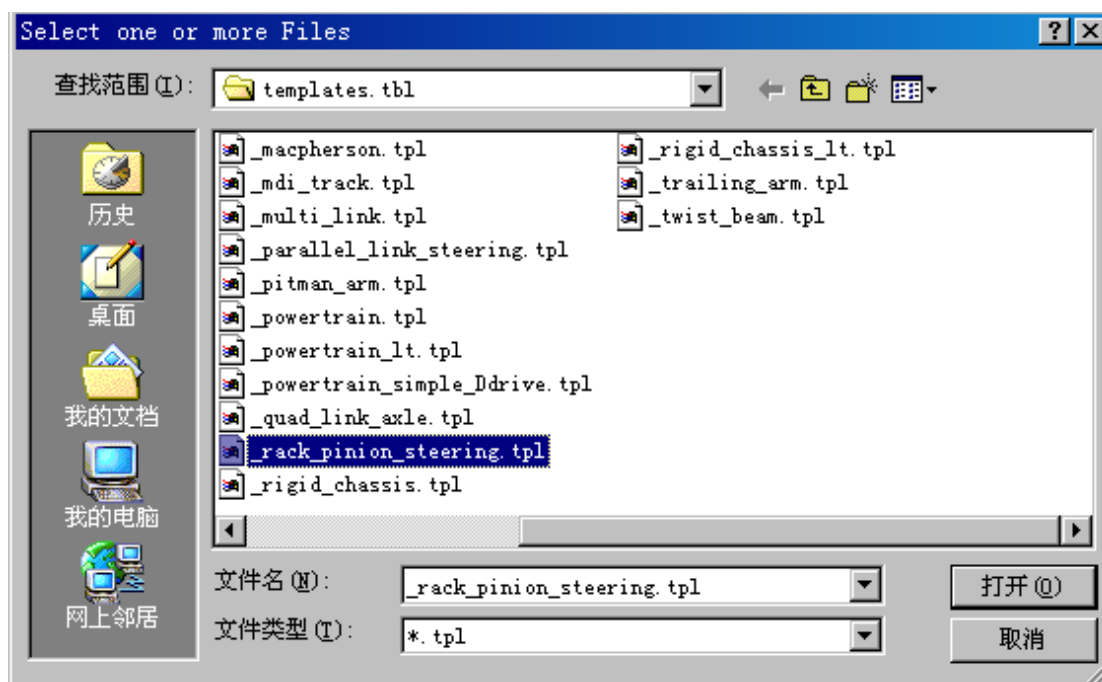 Select one or more Files
查找范围(I): templates.tbl
历史
桌面
我的文档
我的电脑
网上邻居
_macpherson.tpl
_mdi_track.tpl
_multi_link.tpl
_parallel_link_steering.tpl
_pitman_arm.tpl
_powertrain.tpl
_powertrain_lt.tpl
_powertrain_simple_Ddrive.tpl
_quad_link_axle.tpl
_rack_pinion_steering.tpl
_rigid_chassis.tpl
_rigid_chassis_lt.tpl
_trailing_arm.tpl
_twist_beam.tpl
文件名(N): _rack_pinion_steering.tpl 打开(O)
文件类型(T): *.tpl 取消